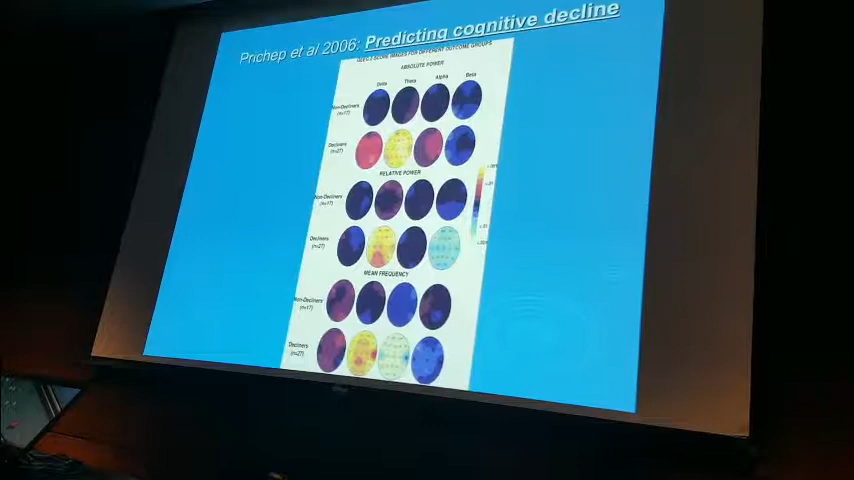 Prichep et al 2006: Predicting cognitive decline
ABSOLUTE POWER
Delta Theta Alpha Beta
Non-Decliners
(n=17)
Decliners
(n=27)
RELATIVE POWER
Non-Decliners
(n=17)
Decliners
(n=27)
MEAN FREQUENCY
Non-Decliners
(n=17)
Decliners
(n=27)